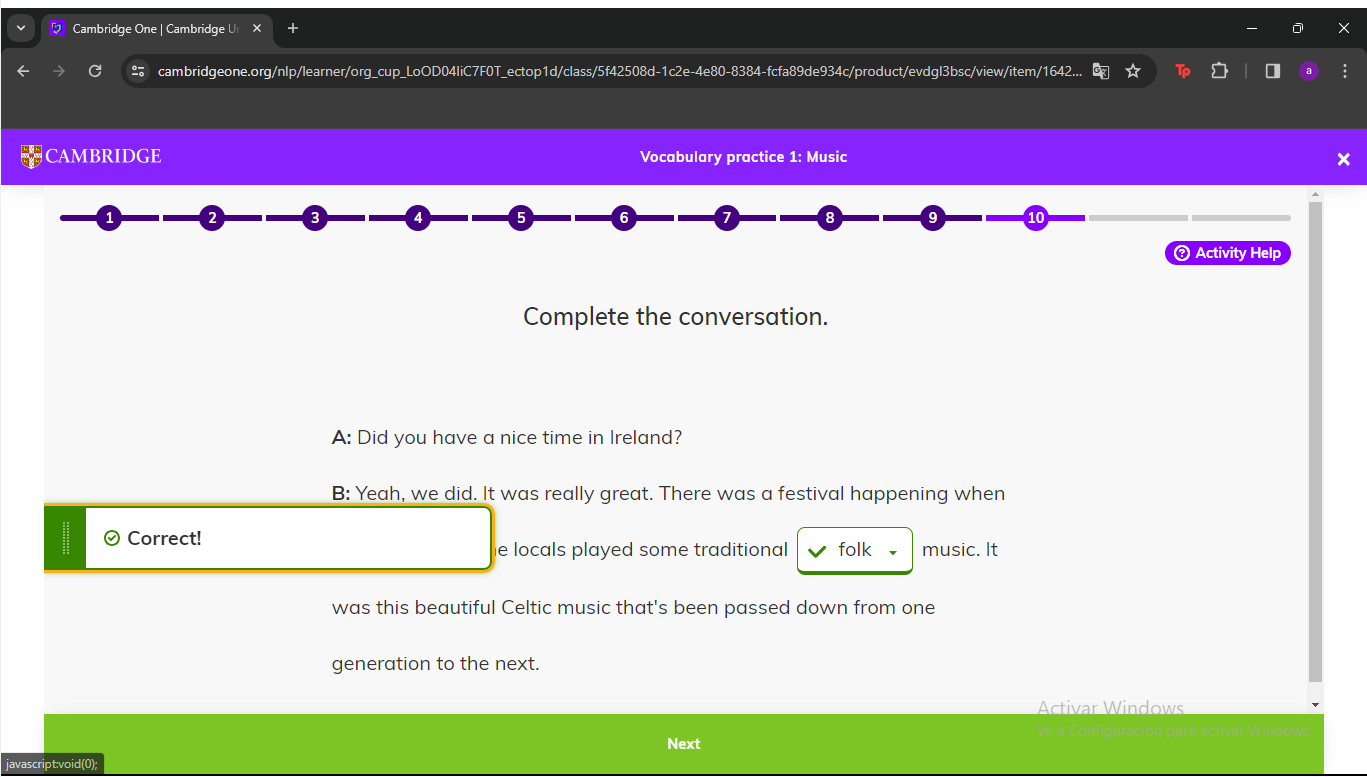 Cambridge One | Cambridge Un
cambridgeone.org/nlp/learner/org_cup_LoOD04IiC7F0T_ectop1d/class/5f42508d-1c2e-4e80-8384-fcfa89de934c/product/evdgl3bsc/view/item/1642...
Tp
a
CAMBRIDGE
Vocabulary practice 1: Music
1 2 3 4 5 6 7 8 9 10
Activity Help
Complete the conversation.
A: Did you have a nice time in Ireland?
B: Yeah, we did. It was really great. There was a festival happening when
Correct!
e locals played some traditional folk music. It
was this beautiful Celtic music that's been passed down from one
generation to the next.
Activar Windows
Ve a Configuración para activar Windows.
Next
javascript:void(0);